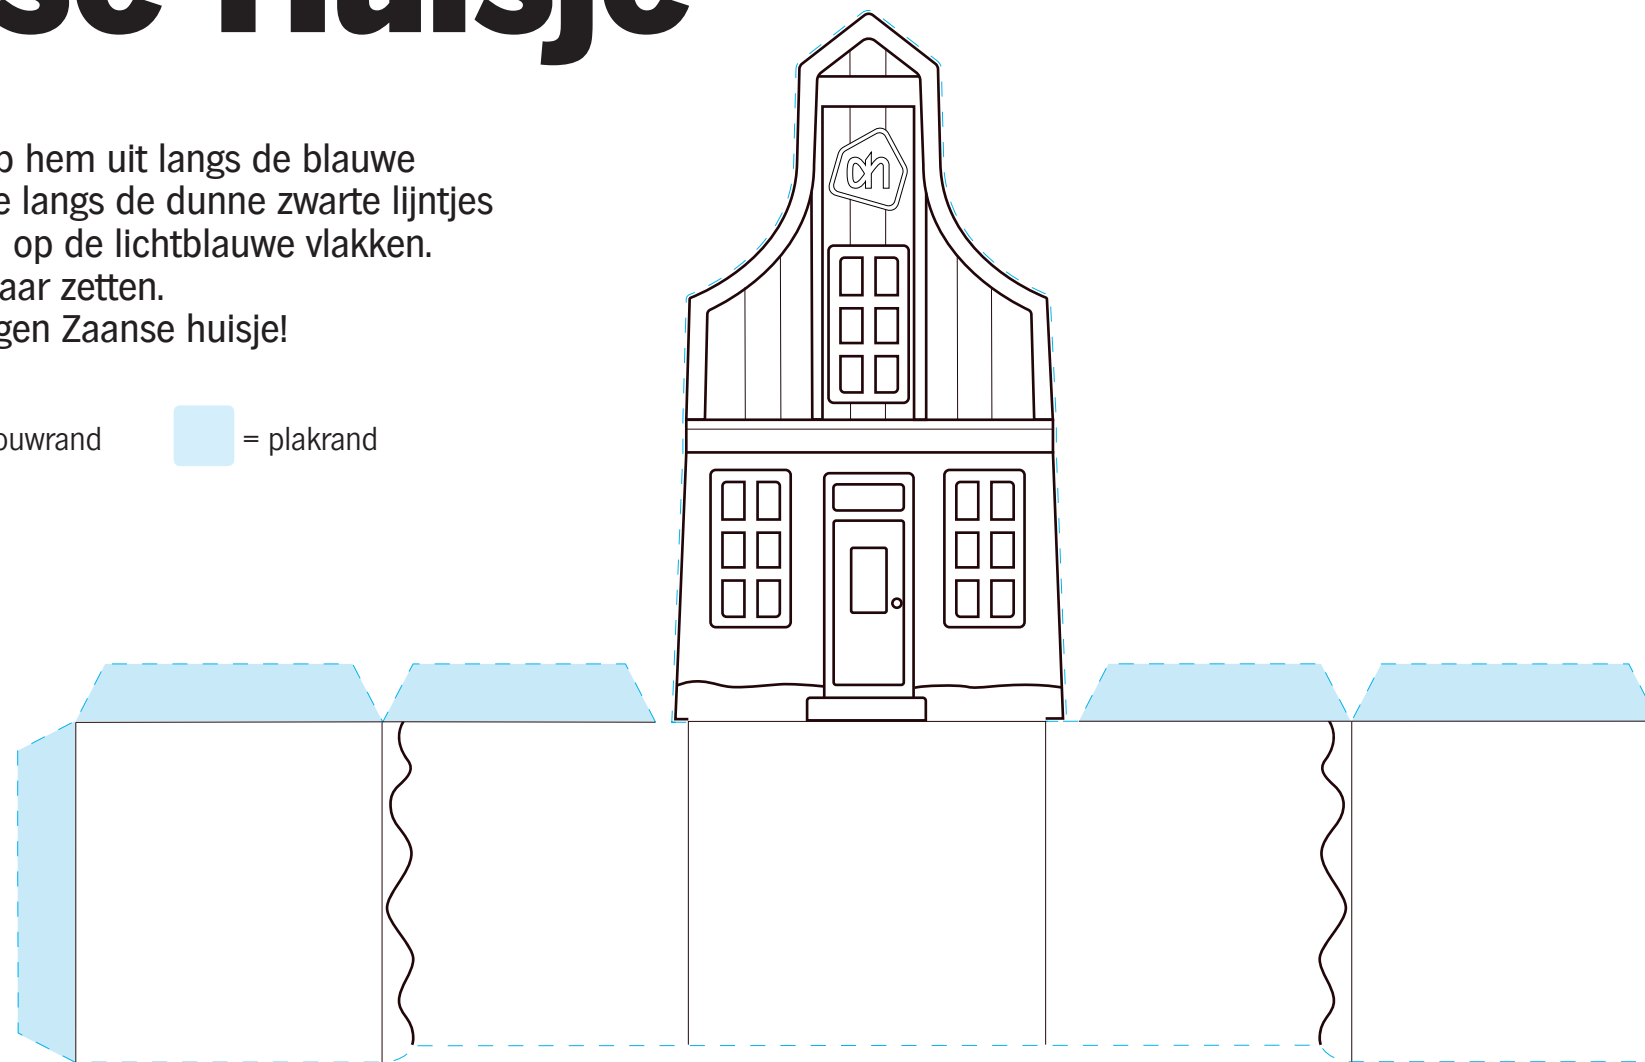 se Huisje
p hem uit langs de blauwe
e langs de dunne zwarte lijntjes
op de lichtblauwe vlakken.
aar zetten.
gen Zaanse huisje!
ouwrand
= plakrand
ah